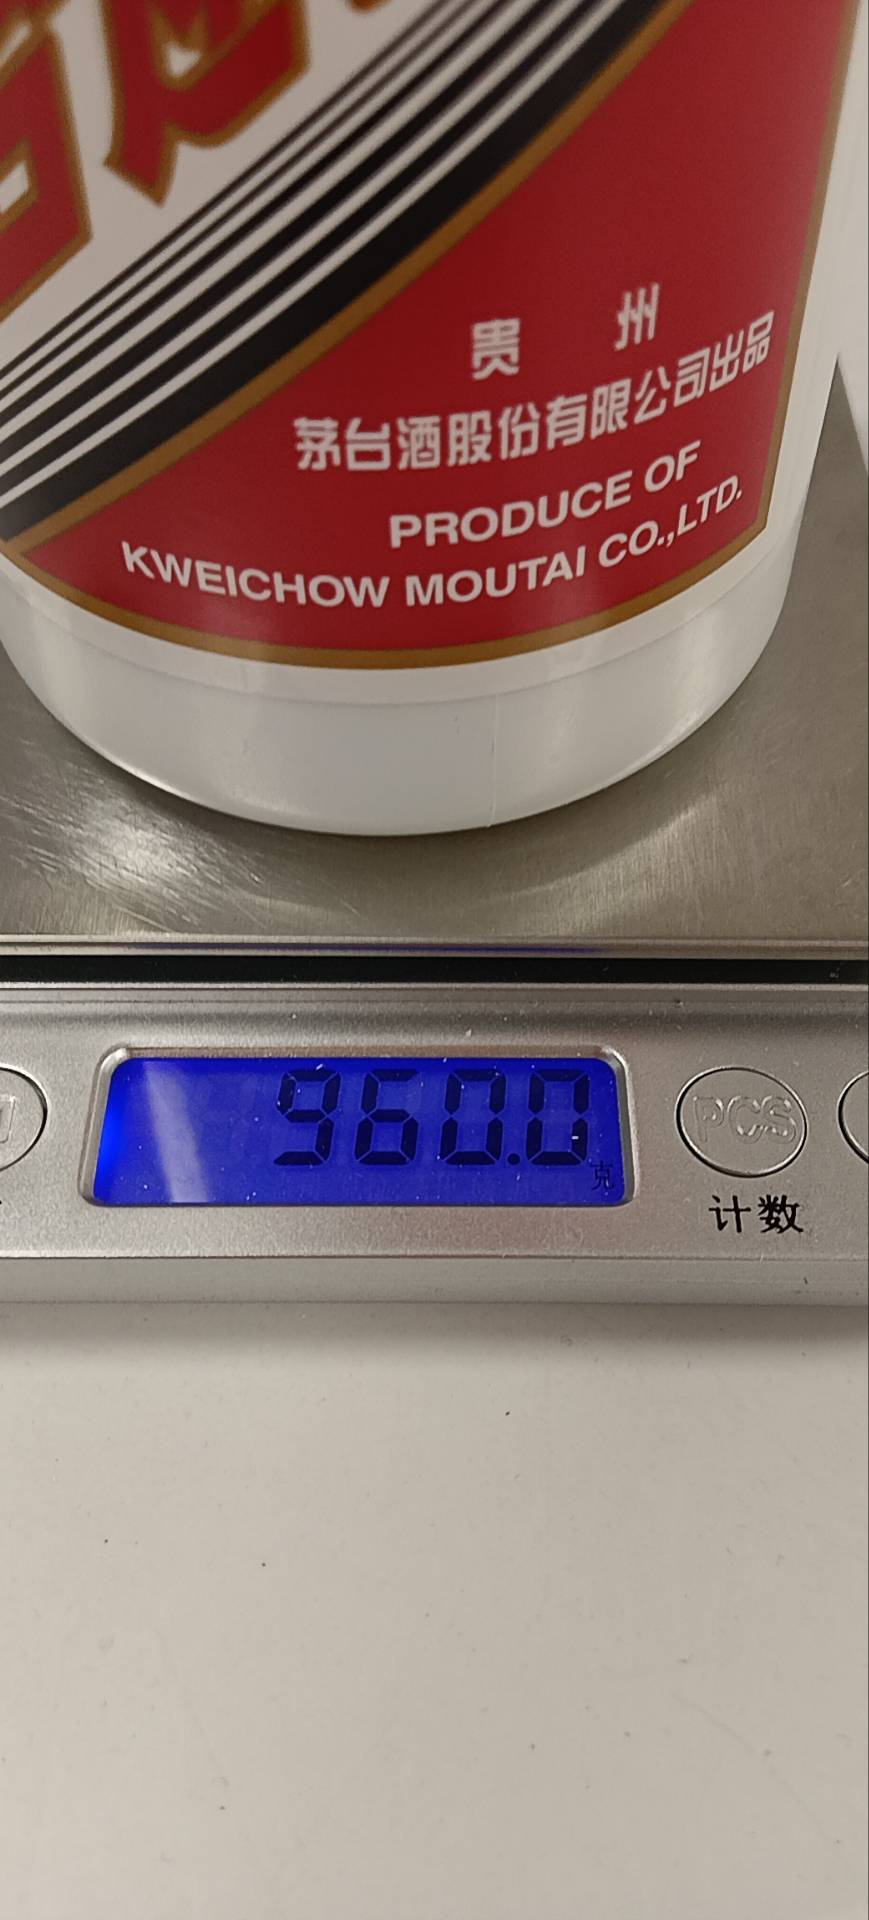 贵 州
茅台酒股份有限公司出品
PRODUCE OF
KWEICHOW MOUTAI CO.,LTD.
960.0
克
PCS
计数